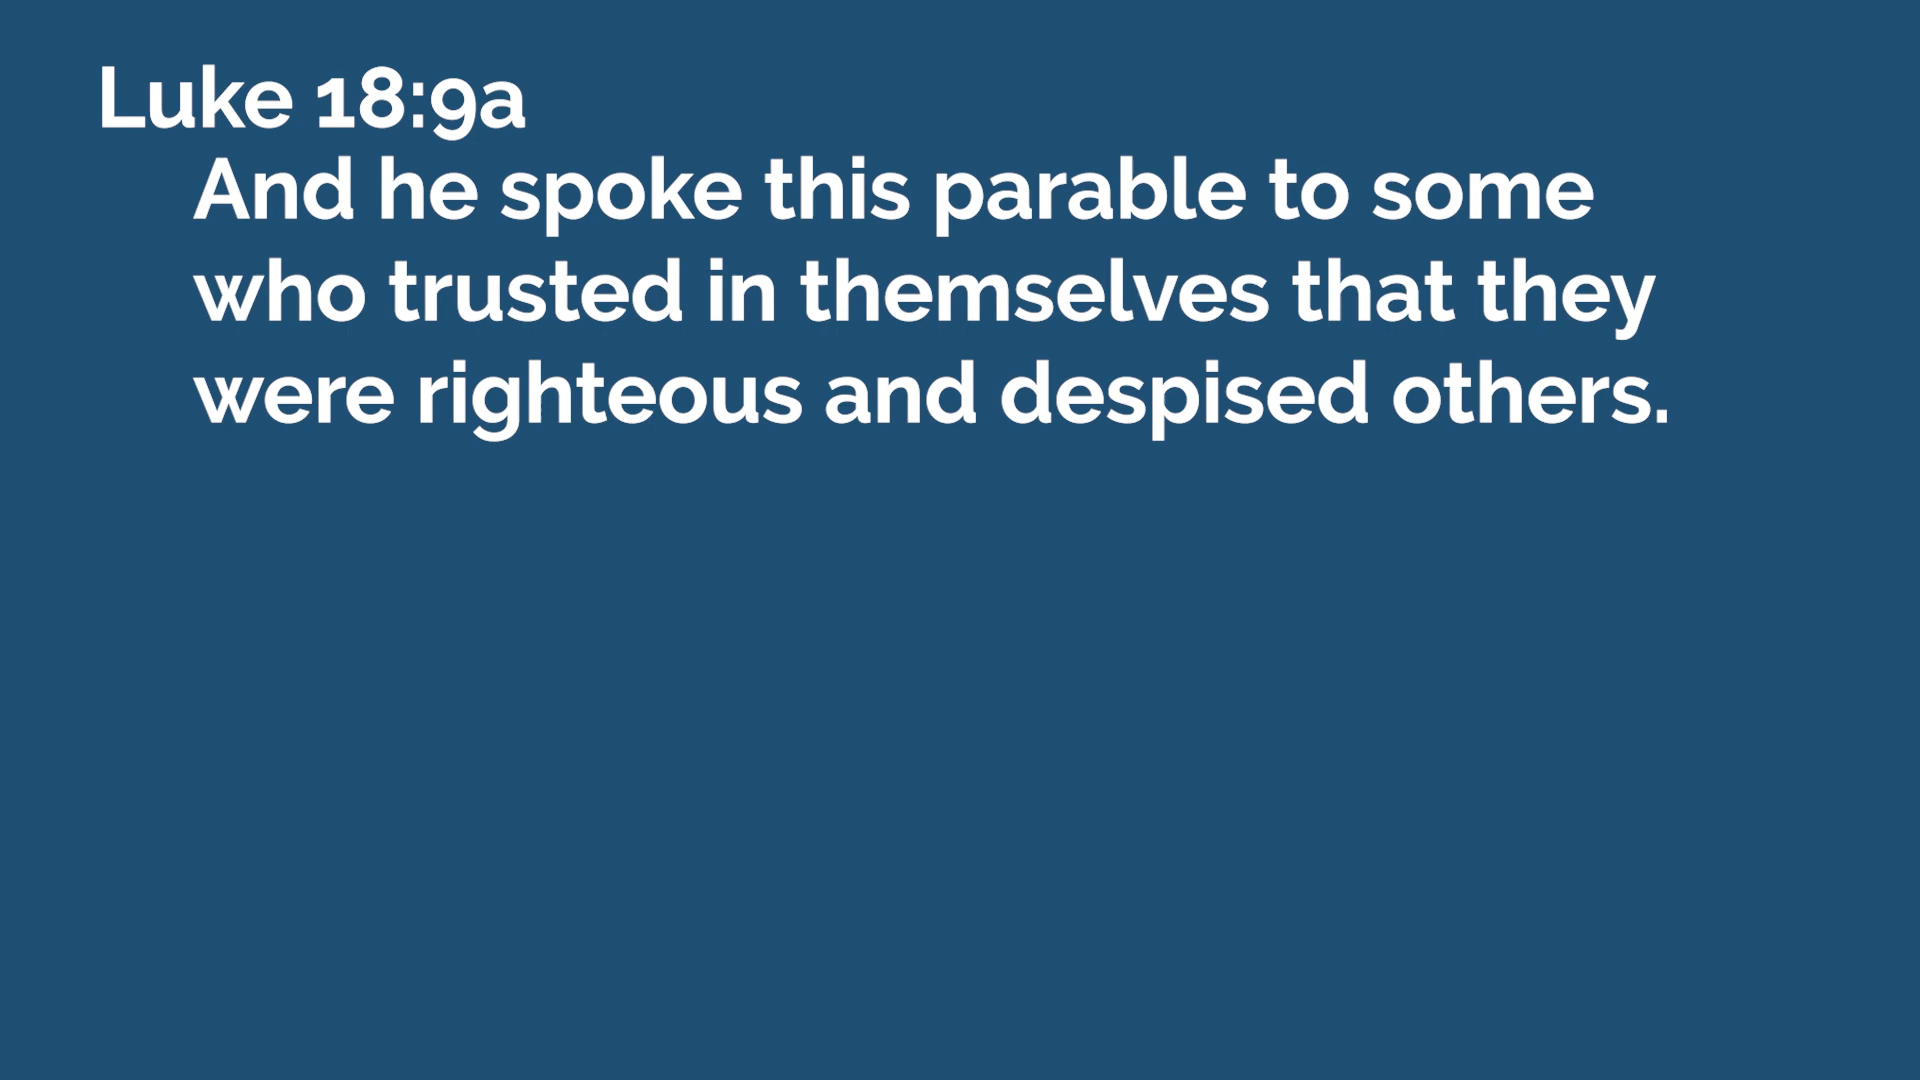 Luke 18:9a
And he spoke this parable to some
who trusted in themselves that they
were righteous and despised others.